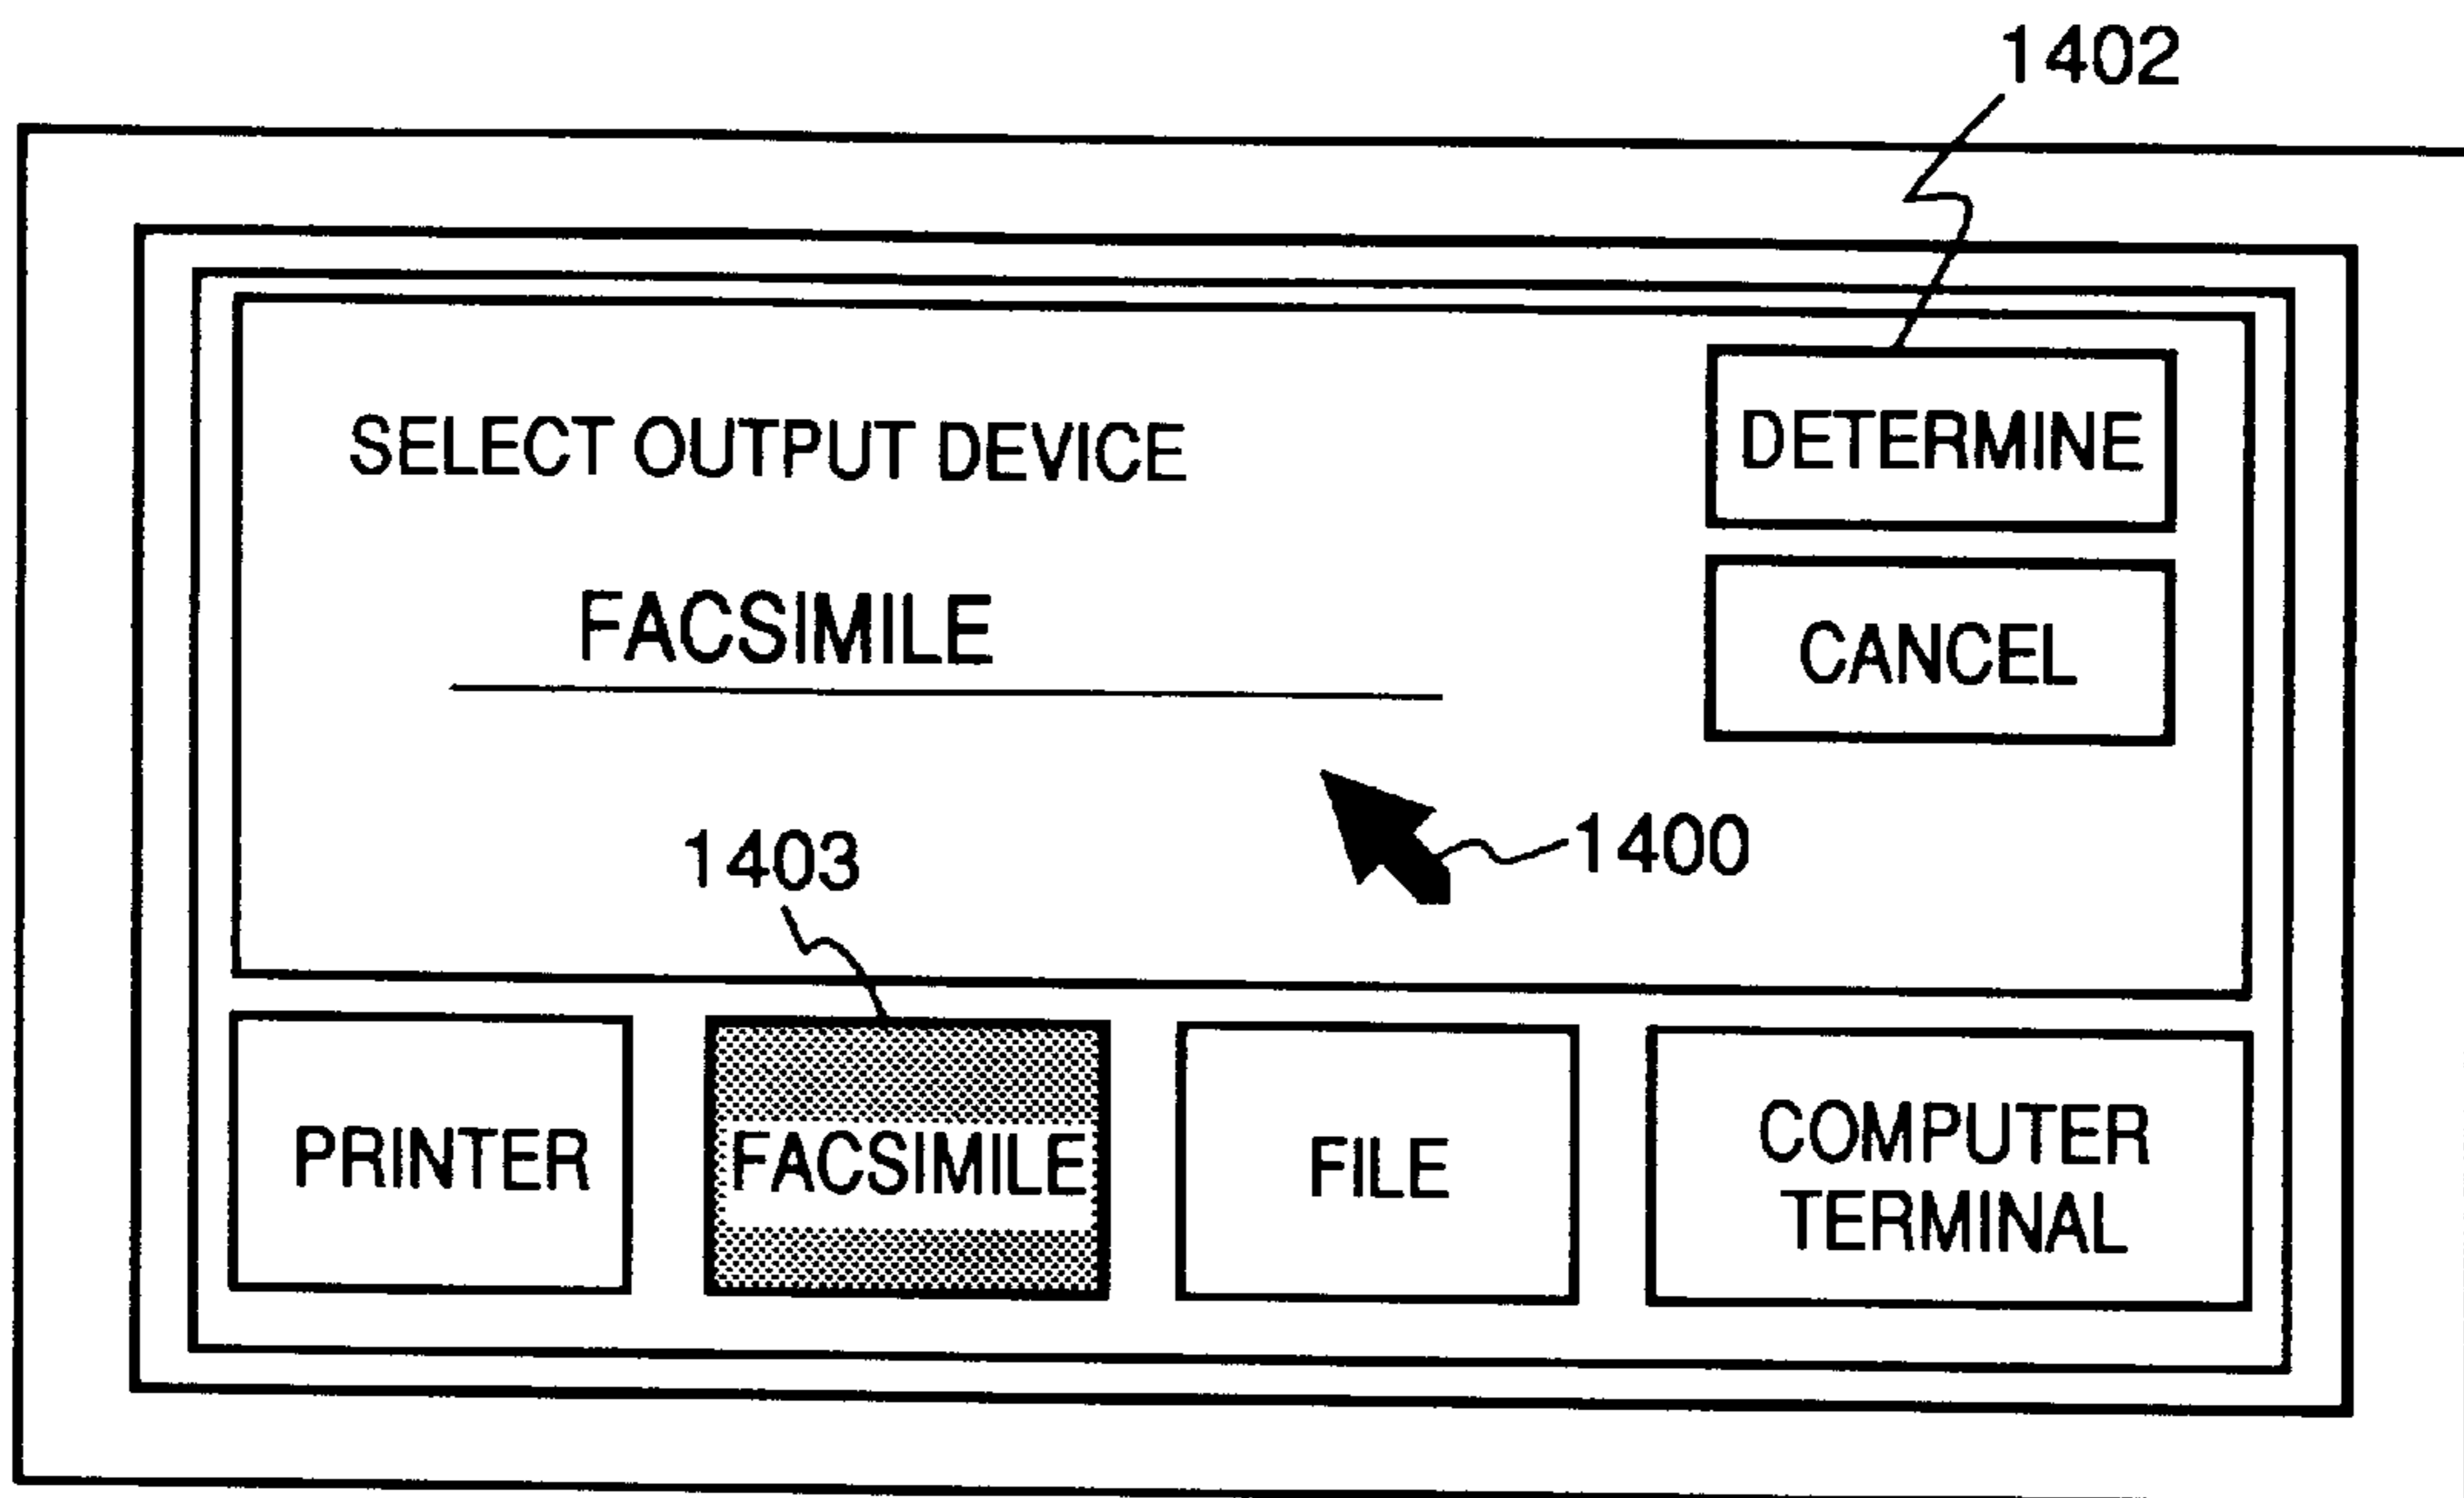 1402
SELECT OUTPUT DEVICE
DETERMINE
FACSIMILE
CANCEL
1403
1400
PRINTER
FACSIMILE
FILE
COMPUTER
TERMINAL